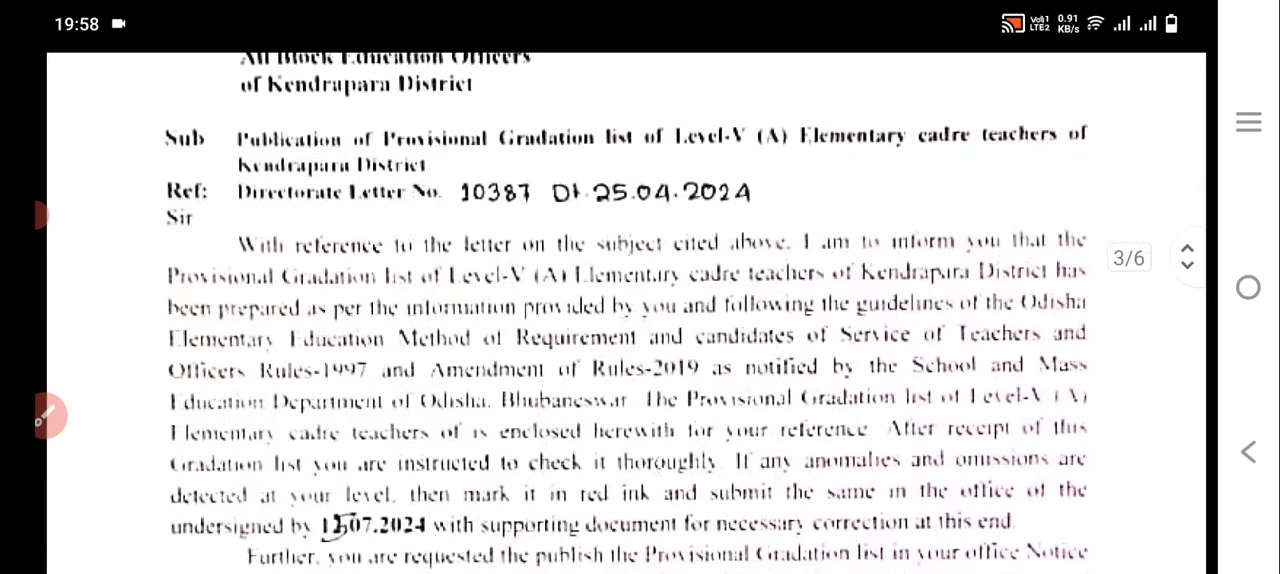 19:58
Vo)) 1 LTE2 0.91 KB/s
All Block Education Officers
of Kendrapara District
Sub Publication of Provisional Gradation list of Level-V (A) Elementary cadre teachers of
Kendrapara District
Ref: Directorate Letter No. 10387 Dt. 25.04.2024
Sir
With reference to the letter on the subject cited above, I am to inform you that the
Provisional Gradation list of Level-V (A) Elementary cadre teachers of Kendrapara District has
been prepared as per the information provided by you and following the guidelines of the Odisha
Elementary Education Method of Requirement and candidates of Service of Teachers and
Officers Rules-1997 and Amendment of Rules-2019 as notified by the School and Mass
Education Department of Odisha, Bhubaneswar. The Provisional Gradation list of Level-V (A)
Elementary cadre teachers of is enclosed herewith for your reference. After receipt of this
Gradation list you are instructed to check it thoroughly. If any anomalies and omissions are
detected at your level, then mark it in red ink and submit the same in the office of the
undersigned by 15.07.2024 with supporting document for necessary correction at this end.
Further, you are requested the publish the Provisional Gradation list in your office Notice
3/6